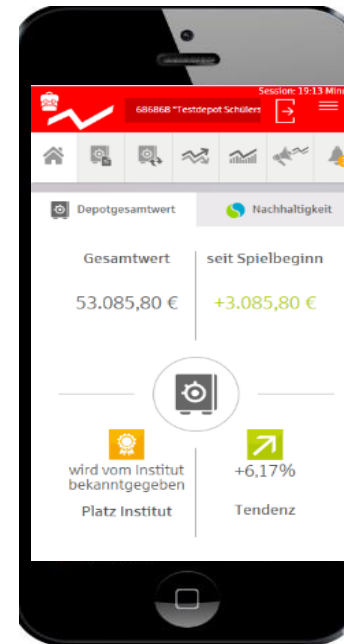 Session: 19:13 Minu
686868 "Testdepot Schülers
Depotgesamtwert
Nachhaltigkeit
Gesamtwert
seit Spielbeginn
53.085,80 €
+3.085,80 €
wird vom Institut
bekanntgegeben
+6,17%
Platz Institut
Tendenz